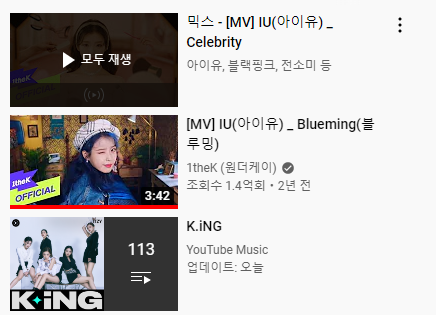 모두 재생
믹스 - [MV] IU(아이유) _
Celebrity
아이유, 블랙핑크, 전소미 등
1theK
OFFICIAL
3:42
[MV] IU(아이유) _ Blueming(블
루밍)
1theK (원더케이)
조회수 1.4억회 • 2년 전
K.iNG
113
K.iNG
YouTube Music
업데이트: 오늘